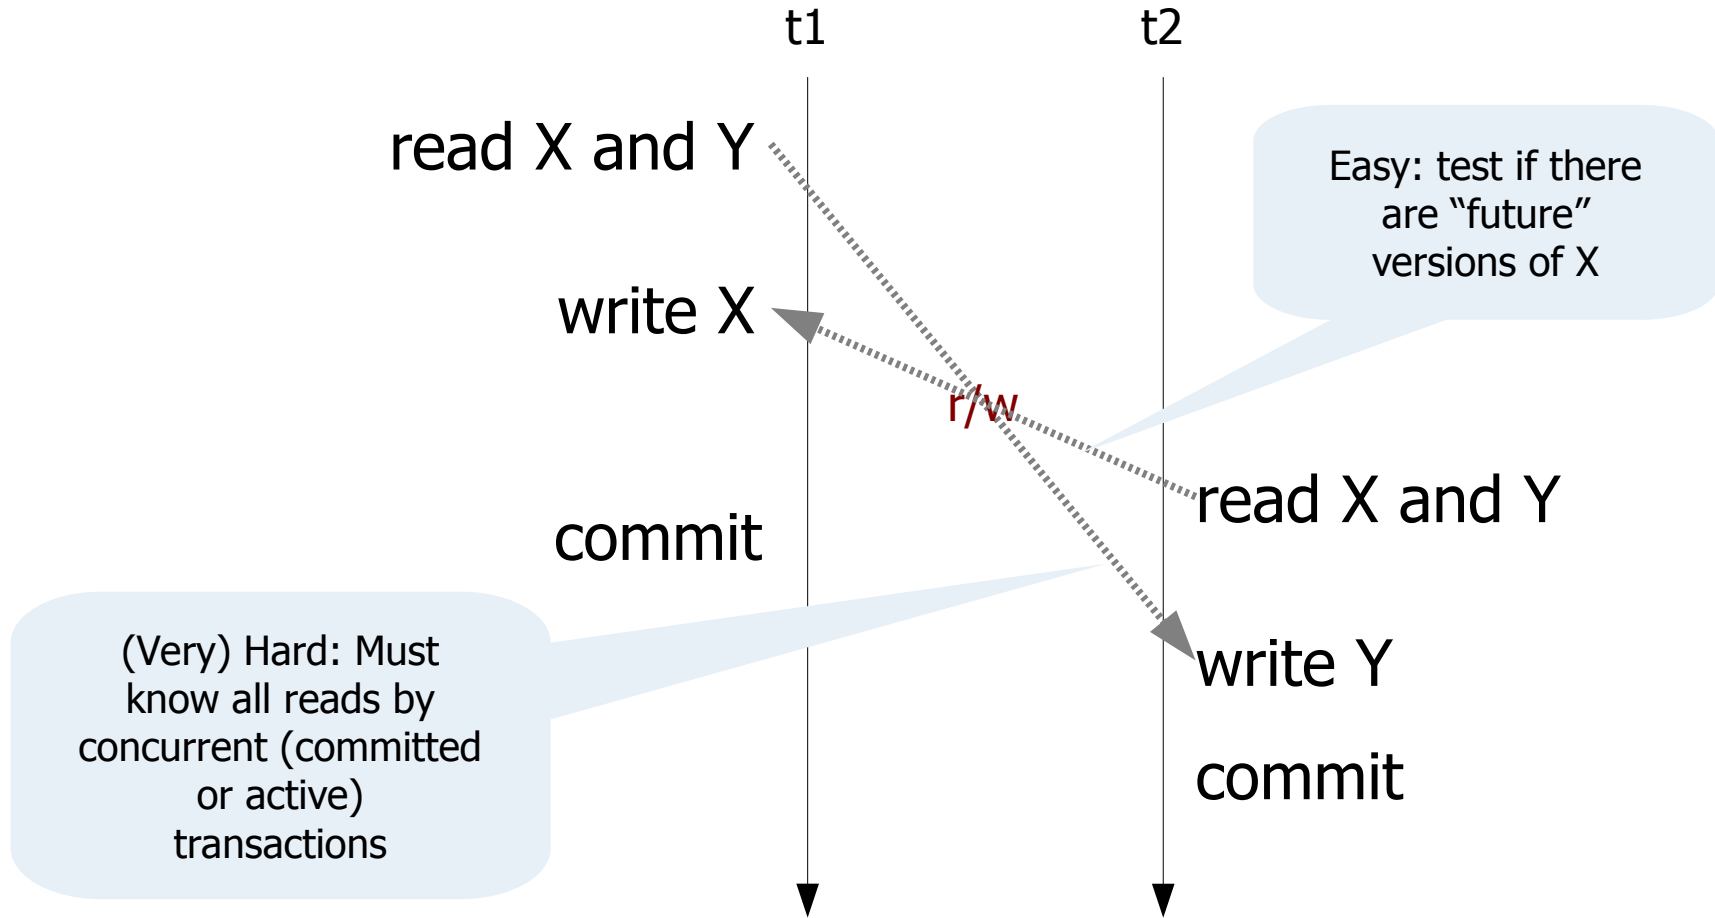 t1
t2
read X and Y
Easy: test if there
are “future”
versions of X
write X
r/w
read X and Y
commit
(Very) Hard: Must
know all reads by
concurrent (committed
or active)
transactions
write Y
commit